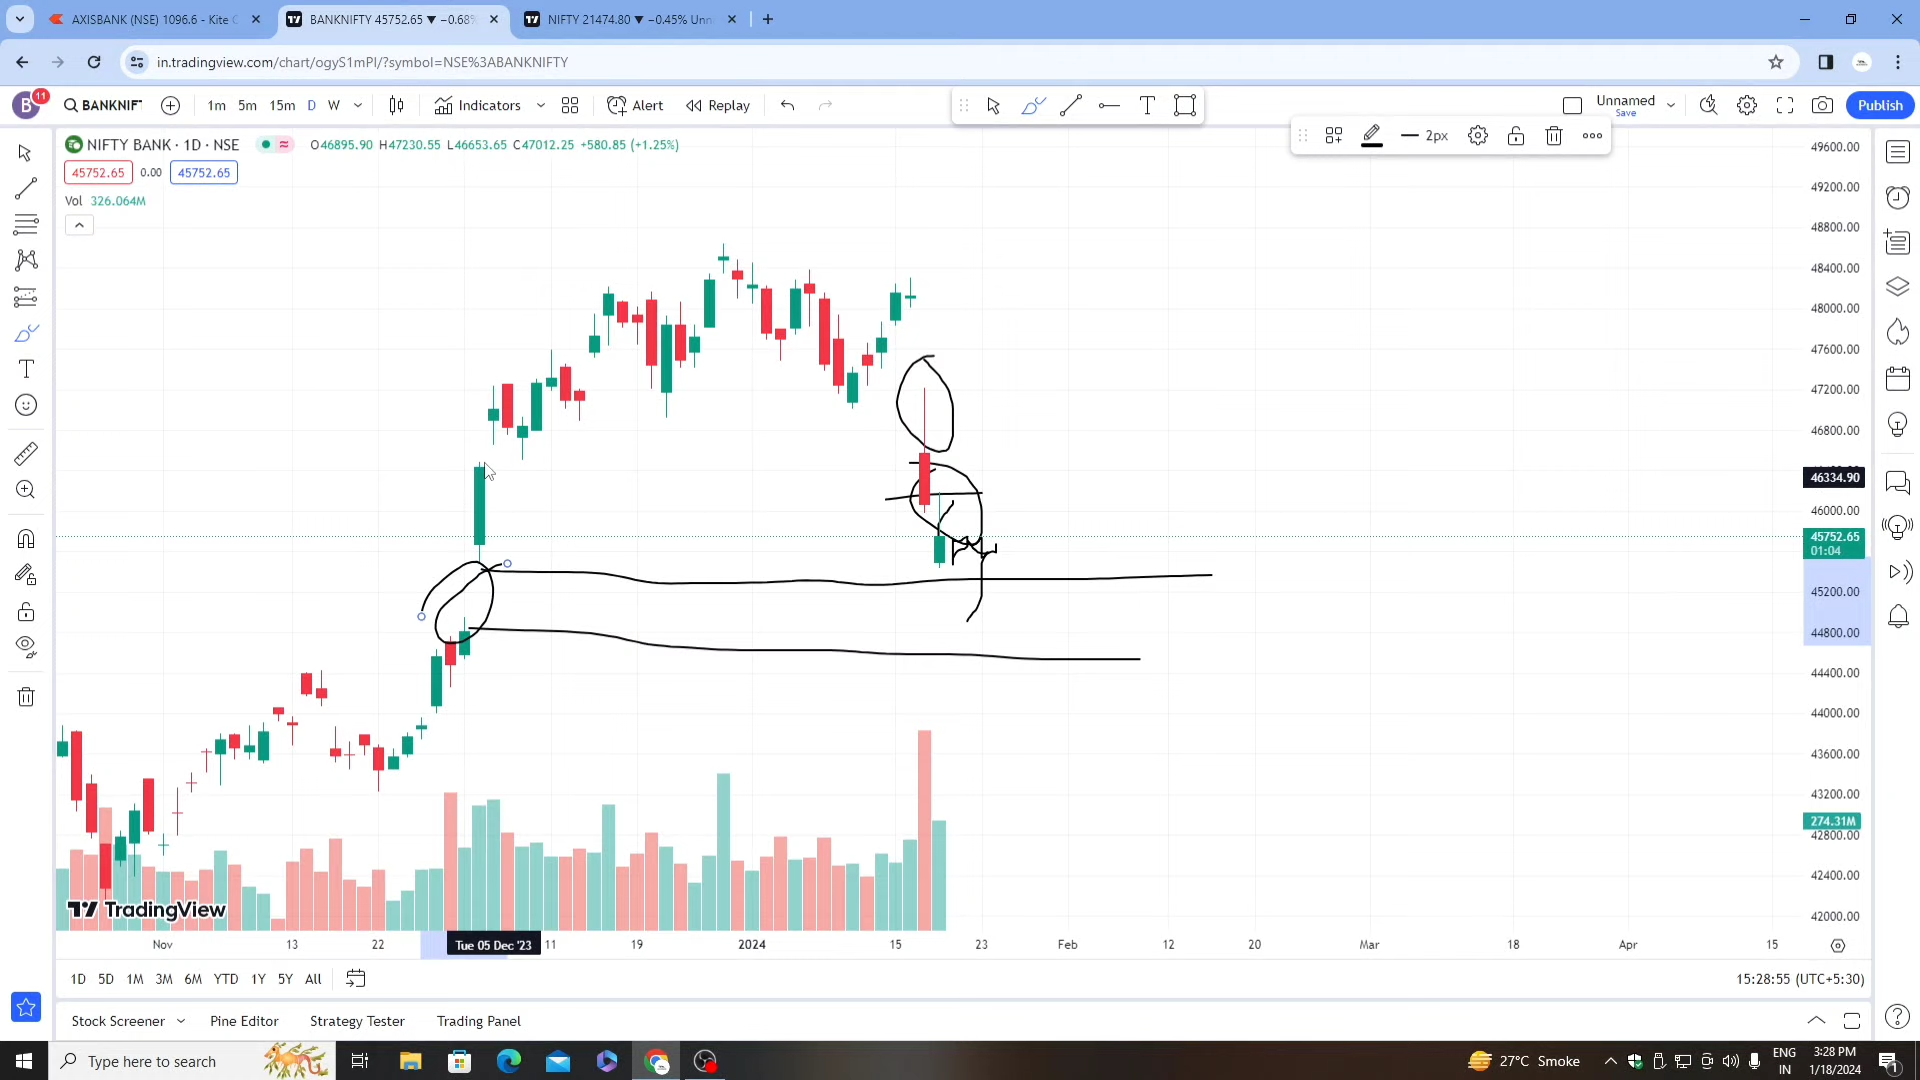 AXISBANK (NSE) 1096.6 - Kite C
BANKNIFTY 45752.65 ▼ −0.68%
NIFTY 21474.80 ▼ −0.45% Unn
in.tradingview.com/chart/ogyS1mPI/?symbol=NSE%3ABANKNIFTY
B 11 BANKNIF 1m 5m 15m D W Indicators Alert Replay T Unnamed Save Publish
2px
NIFTY BANK · 1D · NSE O46895.90 H47230.55 L46653.65 C47012.25 +580.85 (+1.25%)
45752.65 0.00 45752.65
Vol 326.064M
49600.00
49200.00
48800.00
48400.00
48000.00
47600.00
47200.00
46800.00
46334.90
46000.00
45752.65
01:04
45200.00
44800.00
44400.00
44000.00
43600.00
43200.00
274.31M
42800.00
42400.00
42000.00
TradingView
Nov 13 22 Tue 05 Dec '23 11 19 2024 15 23 Feb 12 20 Mar 18 Apr 15
1D 5D 1M 3M 6M YTD 1Y 5Y All 15:28:55 (UTC+5:30)
Stock Screener Pine Editor Strategy Tester Trading Panel
Type here to search 27°C Smoke ENG IN 3:28 PM 1/18/2024 1